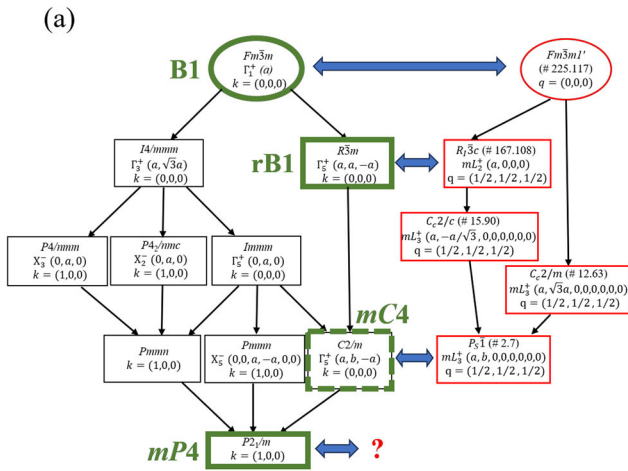 (a)
B1
Fm3̅m
Γ₁⁺ (a)
k = (0,0,0)
Fm3̅m1′
(# 225.117)
q = (0,0,0)
I4/mmm
Γ₃⁺ (a, √3a)
k = (0,0,0)
rB1
R3̅m
Γ₅⁺ (a, a, −a)
k = (0,0,0)
R_I3̅c (# 167.108)
mL₂⁺ (a, 0,0,0)
q = (1/2, 1/2, 1/2)
C_c2/c (# 15.90)
mL₃⁺ (a, −a/√3, 0,0,0,0,0,0)
q = (1/2, 1/2, 1/2)
P4/nmm
X₃⁻ (0, a, 0)
k = (1,0,0)
P4₂/nmc
X₂⁻ (0, a, 0)
k = (1,0,0)
Immm
Γ₅⁺ (0, a, 0)
k = (0,0,0)
C_c2/m (# 12.63)
mL₃⁺ (a, √3a, 0,0,0,0,0,0)
q = (1/2, 1/2, 1/2)
mC4
Pmmn
k = (1,0,0)
Pmmn
X₅⁻ (0,0, a, −a, 0,0)
k = (1,0,0)
C2/m
Γ₅⁺ (a, b, −a)
k = (0,0,0)
P_S1̅ (# 2.7)
mL₃⁺ (a, b, 0,0,0,0,0,0)
q = (1/2, 1/2, 1/2)
mP4
P2₁/m
k = (1,0,0)
?